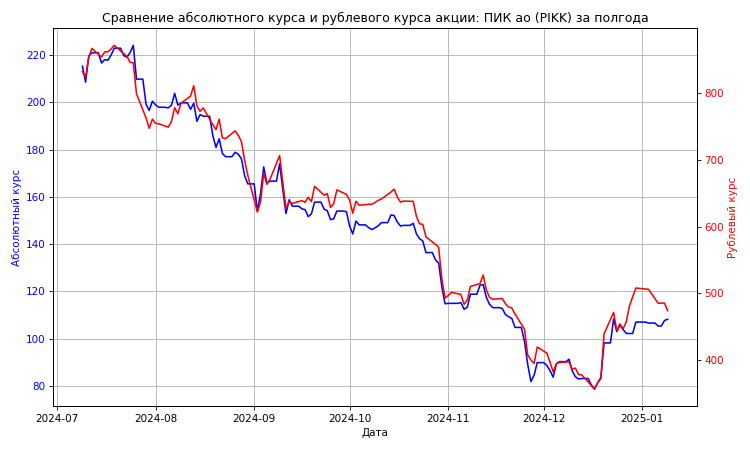 Сравнение абсолютного курса и рублевого курса акции: ПИК ао (PIKK) за полгода
Абсолютный курс
220
200
180
160
140
120
100
80
800
700
600
500
400
Рублевый курс
2024-07 2024-08 2024-09 2024-10 2024-11 2024-12 2025-01
Дата